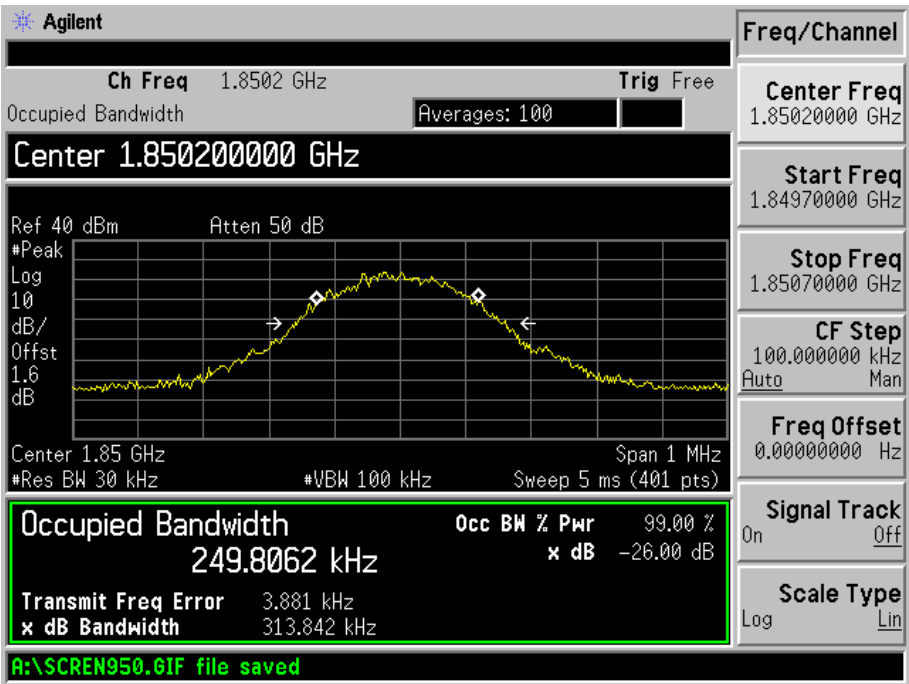 Agilent
Ch Freq 1.8502 GHz Trig Free
Occupied Bandwidth Averages: 100
Center 1.850200000 GHz
Ref 40 dBm Atten 50 dB
#Peak
Log
10
dB/
Offst
1.6
dB
Center 1.85 GHz Span 1 MHz
#Res BW 30 kHz #VBW 100 kHz Sweep 5 ms (401 pts)
Occupied Bandwidth Occ BW % Pwr 99.00 %
249.8062 kHz x dB -26.00 dB
Transmit Freq Error 3.881 kHz
x dB Bandwidth 313.842 kHz
A:\SCREN950.GIF file saved
Freq/Channel
Center Freq
1.85020000 GHz
Start Freq
1.84970000 GHz
Stop Freq
1.85070000 GHz
CF Step
100.000000 kHz
Auto Man
Freq Offset
0.00000000 Hz
Signal Track
On Off
Scale Type
Log Lin